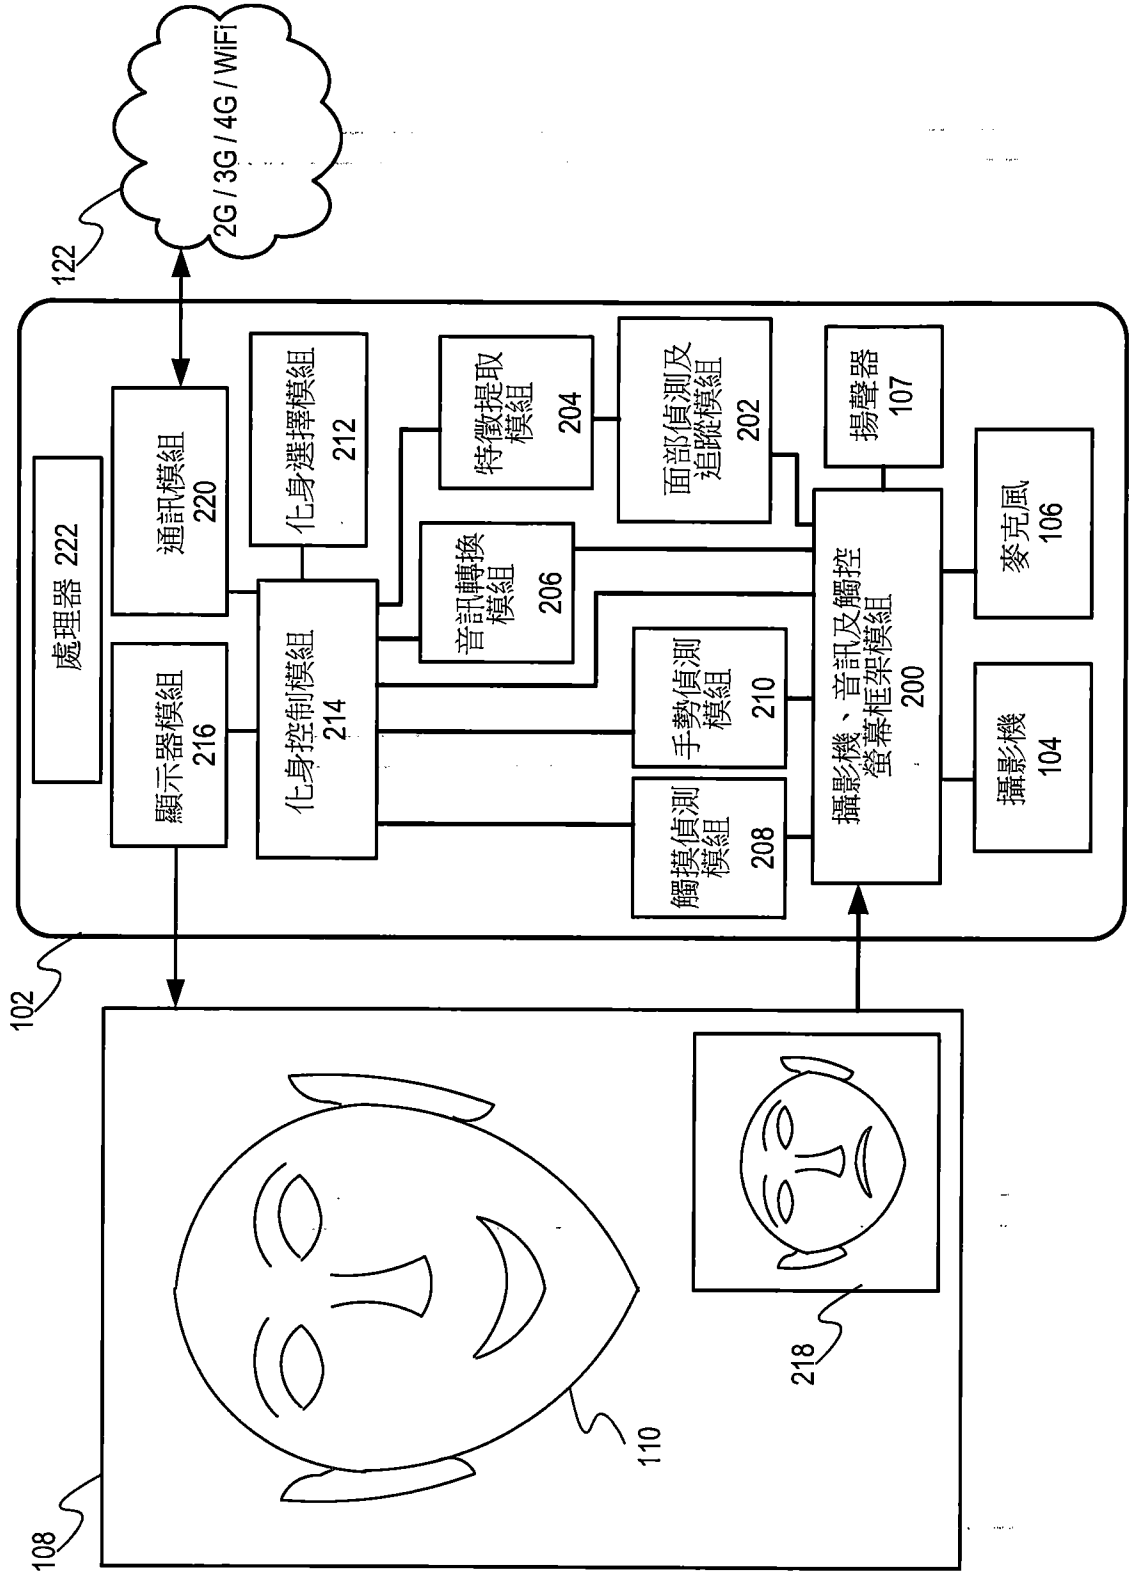 108
110
218
102
處理器 222
顯示器模組
216
通訊模組
220
122
2G / 3G / 4G / WiFi
化身控制模組
214
化身選擇模組
212
音訊轉換
模組
206
特徵提取
模組
204
觸摸偵測
模組
208
手勢偵測
模組
210
面部偵測及
追蹤模組
202
攝影機、音訊及觸控
螢幕框架模組
200
揚聲器
107
攝影機
104
麥克風
106